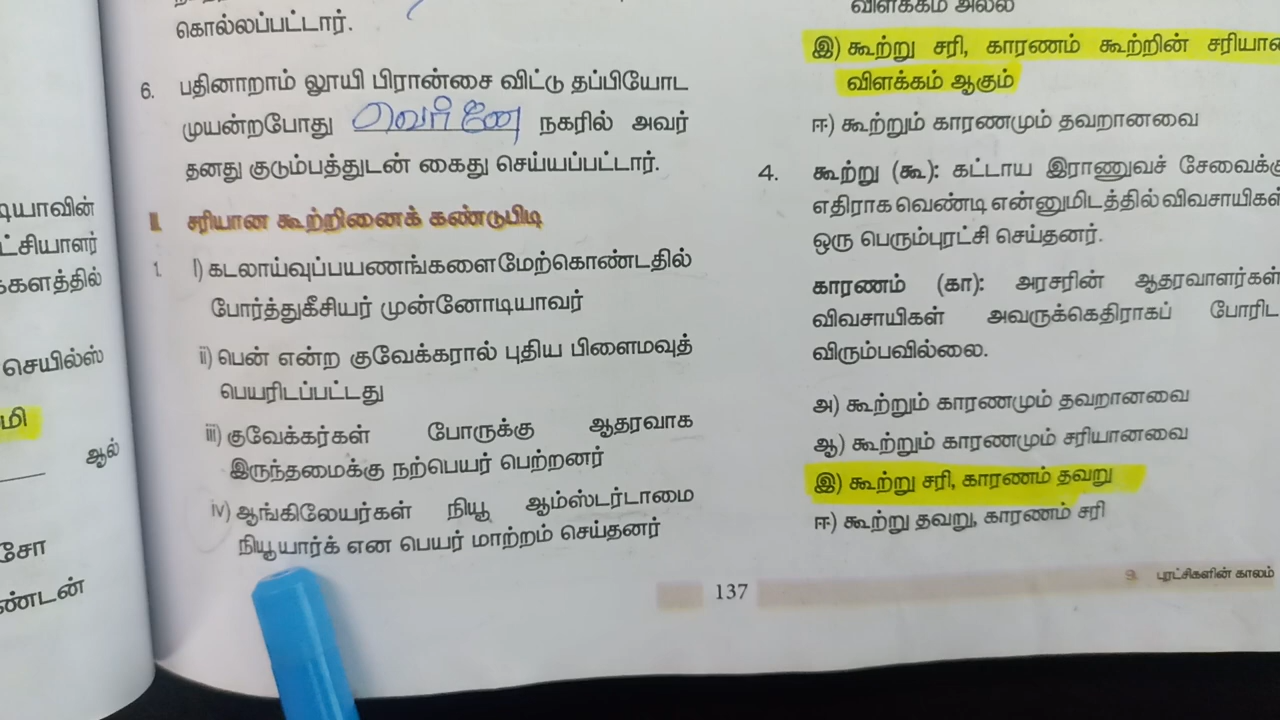 கொல்லப்பட்டார்.
6. பதினாறாம் லூயி பிரான்சை விட்டு தப்பியோட
முயன்றபோது வெர்ணே நகரில் அவர்
தனது குடும்பத்துடன் கைது செய்யப்பட்டார்.
II. சரியான கூற்றினைக் கண்டுபிடி
1. i) கடலாய்வுப்பயணங்களைமேற்கொண்டதில்
போர்த்துகீசியர் முன்னோடியாவர்
ii) பென் என்ற குவேக்கரால் புதிய பிளைமவுத்
பெயரிடப்பட்டது
iii) குவேக்கர்கள் போருக்கு ஆதரவாக
இருந்தமைக்கு நற்பெயர் பெற்றனர்
iv) ஆங்கிலேயர்கள் நியூ ஆம்ஸ்டர்டாமை
நியூயார்க் என பெயர் மாற்றம் செய்தனர்
விளக்கம் அல்ல
இ) கூற்று சரி, காரணம் கூற்றின் சரியான
விளக்கம் ஆகும்
ஈ) கூற்றும் காரணமும் தவறானவை
4. கூற்று (கூ): கட்டாய இராணுவச் சேவைக்கு
எதிராக வெண்டி என்னுமிடத்தில் விவசாயிகள்
ஒரு பெரும்புரட்சி செய்தனர்.
காரணம் (கா): அரசரின் ஆதரவாளர்கள்
விவசாயிகள் அவருக்கெதிராகப் போரிட
விரும்பவில்லை.
அ) கூற்றும் காரணமும் தவறானவை
ஆ) கூற்றும் காரணமும் சரியானவை
இ) கூற்று சரி, காரணம் தவறு
ஈ) கூற்று தவறு, காரணம் சரி
137
9. புரட்சிகளின் காலம்
டியாவின்
ட்சியாளர்
க்களத்தில்
செயில்ஸ்
மி
ஆல்
சோ
ண்டன்